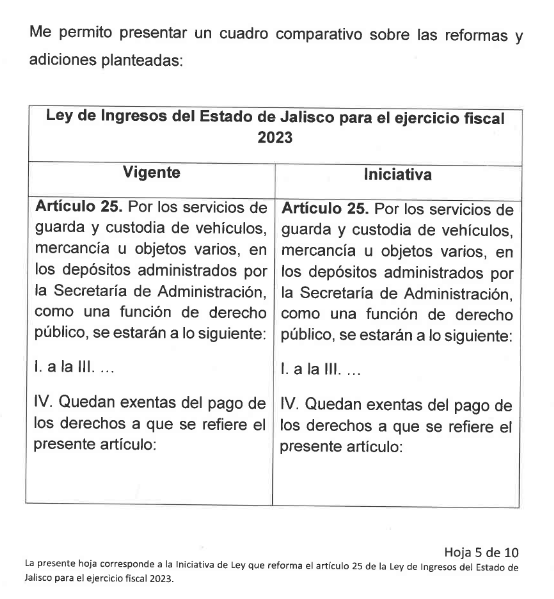 Me permito presentar un cuadro comparativo sobre las reformas y
adiciones planteadas:
Ley de Ingresos del Estado de Jalisco para el ejercicio fiscal
2023
Vigente
Iniciativa
Artículo 25. Por los servicios de
guarda y custodia de vehículos,
mercancía u objetos varios, en
los depósitos administrados por
la Secretaría de Administración,
como una función de derecho
público, se estarán a lo siguiente:
I. a la III. ...
IV. Quedan exentas del pago de
los derechos a que se refiere el
presente artículo:
Artículo 25. Por los servicios de
guarda y custodia de vehículos,
mercancía u objetos varios, en
los depósitos administrados por
la Secretaría de Administración,
como una función de derecho
público, se estarán a lo siguiente:
I. a la III. ...
IV. Quedan exentas del pago de
los derechos a que se refiere el
presente artículo:
Hoja 5 de 10
La presente hoja corresponde a la Iniciativa de Ley que reforma el artículo 25 de la Ley de Ingresos del Estado de
Jalisco para el ejercicio fiscal 2023.